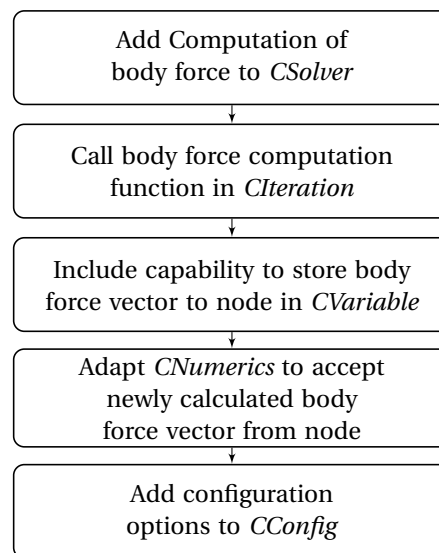 Add Computation of
body force to CSolver
Call body force computation
function in CIteration
Include capability to store body
force vector to node in CVariable
Adapt CNumerics to accept
newly calculated body
force vector from node
Add configuration
options to CConfig